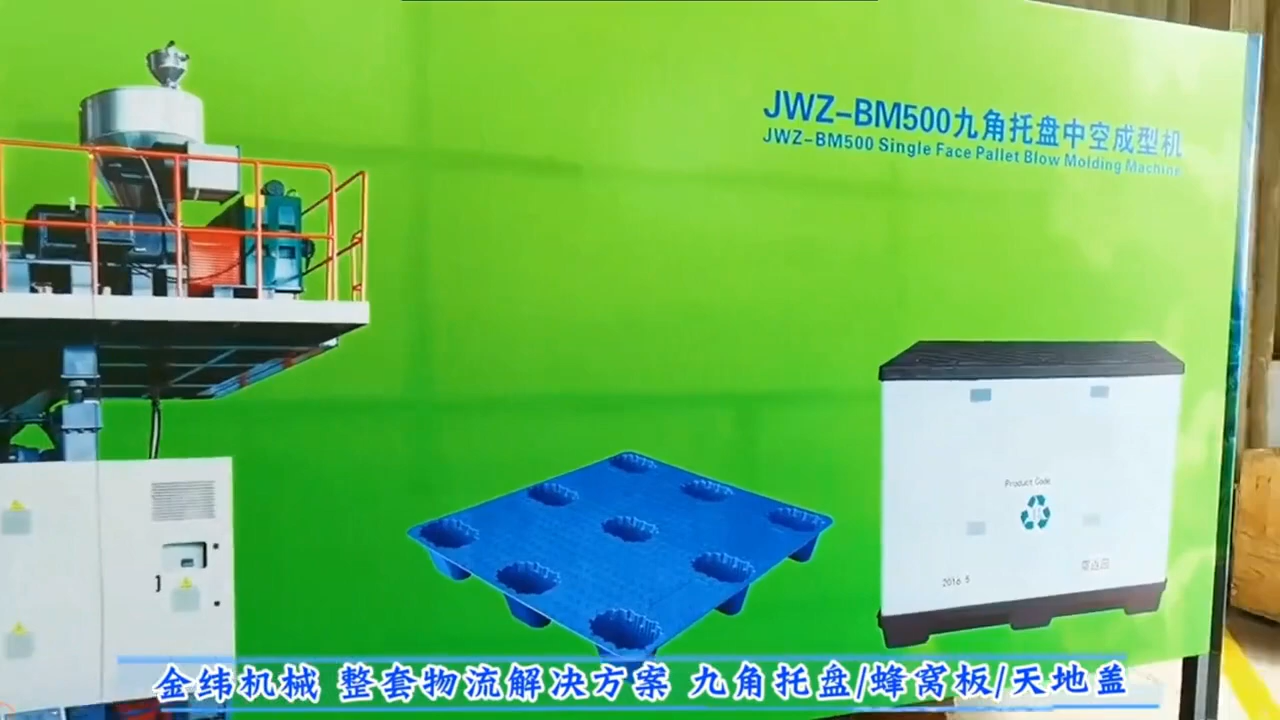 JWZ-BM500九角托盘中空成型机
JWZ-BM500 Single Face Pallet Blow Molding Machine
Product Code
2016 5
金纬机械 整套物流解决方案 九角托盘/蜂窝板/天地盖